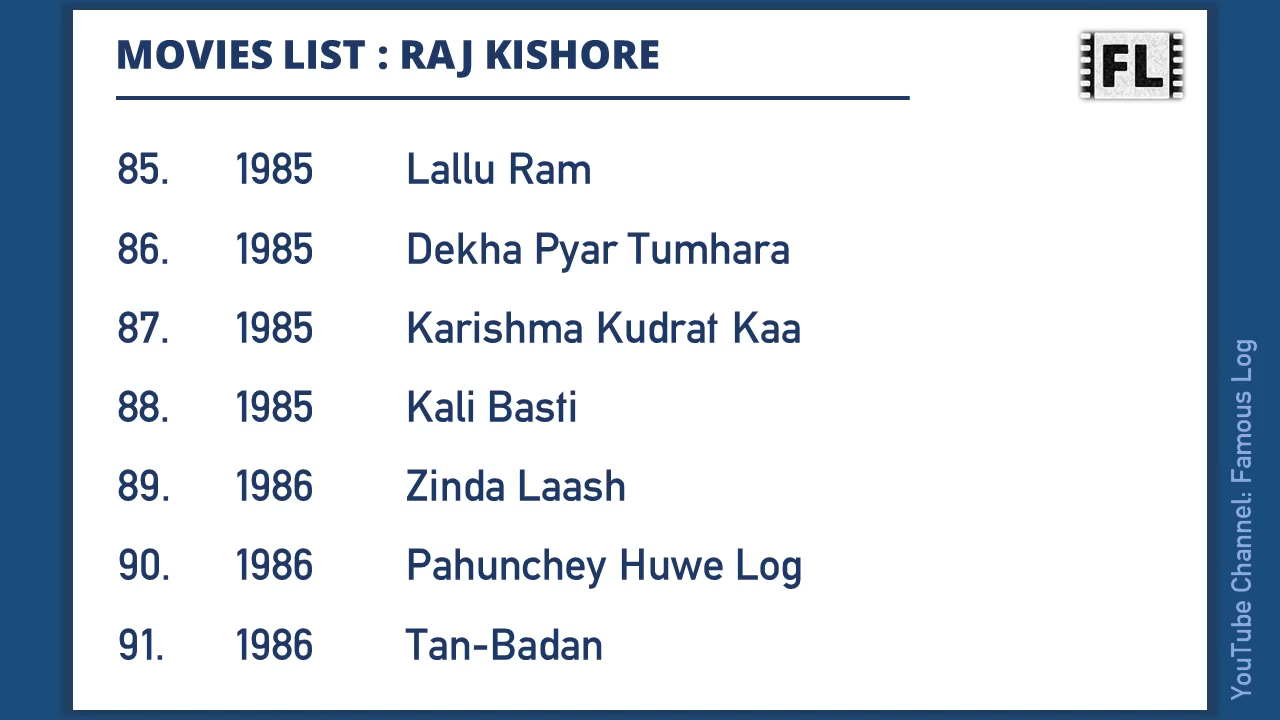 MOVIES LIST : RAJ KISHORE
FL
85. 1985 Lallu Ram
86. 1985 Dekha Pyar Tumhara
87. 1985 Karishma Kudrat Kaa
88. 1985 Kali Basti
89. 1986 Zinda Laash
90. 1986 Pahunchey Huwe Log
91. 1986 Tan-Badan
YouTube Channel: Famous Log